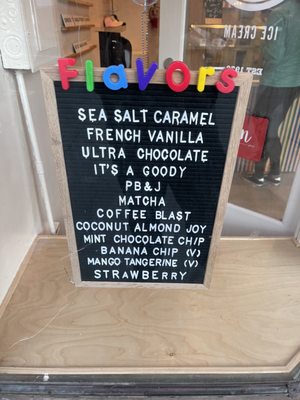 ICE CREAM
FlAVORS
SEA SALT CARAMEL
FRENCH VANILLA
ULTRA CHOCOLATE
IT'S A GOODY
PB&J
MATCHA
COFFEE BLAST
COCONUT ALMOND JOY
MINT CHOCOLATE CHIP
BANANA CHIP (V)
MANGO TANGERINE (V)
STRAWBERRY